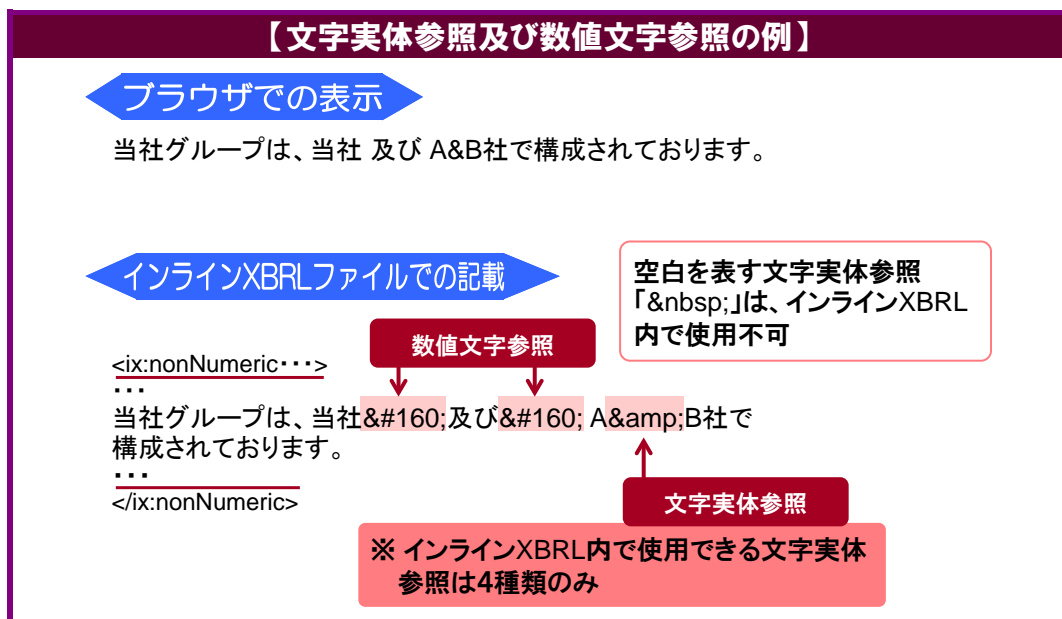 【文字実体参照及び数値文字参照の例】
ブラウザでの表示
当社グループは、当社 及び A&B社で構成されております。
インラインXBRLファイルでの記載
空白を表す文字実体参照
「&nbsp;」は、インラインXBRL
内で使用不可
数値文字参照
<ix:nonNumeric･･･>
･･･
当社グループは、当社&#160;及び&#160; A&amp;B社で
構成されております。
･･･
</ix:nonNumeric>
文字実体参照
※ インラインXBRL内で使用できる文字実体
参照は4種類のみ